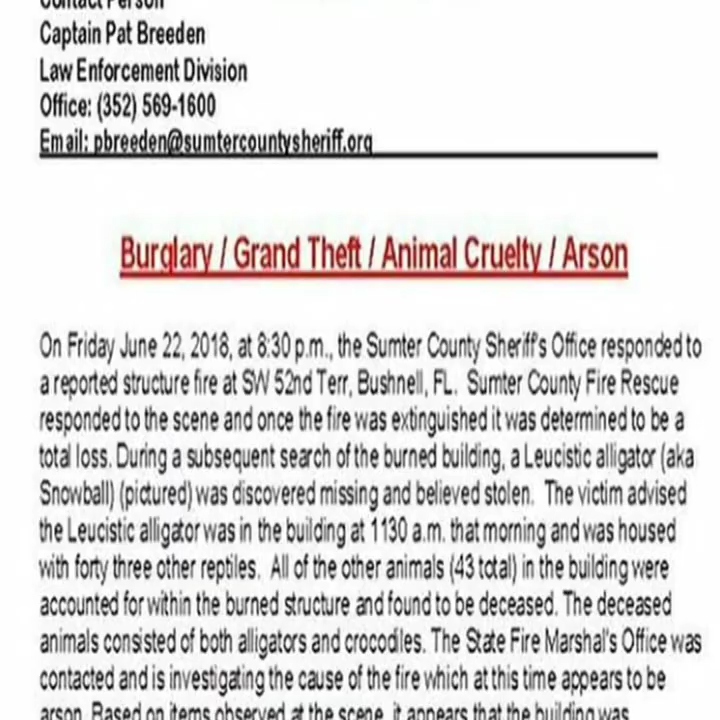 Contact Person
Captain Pat Breeden
Law Enforcement Division
Office: (352) 569-1600
Email: pbreeden@sumtercountysheriff.org
Burglary / Grand Theft / Animal Cruelty / Arson
On Friday June 22, 2018, at 8:30 p.m., the Sumter County Sheriff's Office responded to
a reported structure fire at SW 52nd Terr, Bushnell, FL. Sumter County Fire Rescue
responded to the scene and once the fire was extinguished it was determined to be a
total loss. During a subsequent search of the burned building, a Leucistic alligator (aka
Snowball) (pictured) was discovered missing and believed stolen. The victim advised
the Leucistic alligator was in the building at 1130 a.m. that morning and was housed
with forty three other reptiles. All of the other animals (43 total) in the building were
accounted for within the burned structure and found to be deceased. The deceased
animals consisted of both alligators and crocodiles. The State Fire Marshal's Office was
contacted and is investigating the cause of the fire which at this time appears to be
arson. Based on items observed at the scene, it appears that the building was